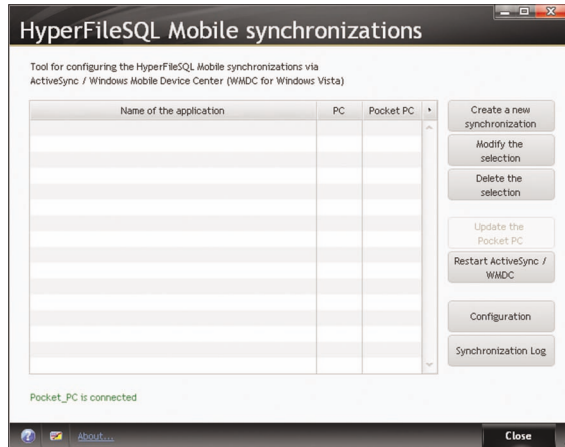 HyperFileSQL Mobile synchronizations
Tool for configuring the HyperFileSQL Mobile synchronizations via
ActiveSync / Windows Mobile Device Center (WMDC for Windows Vista)
Name of the application PC Pocket PC
Create a new
synchronization
Modify the
selection
Delete the
selection
Update the
Pocket PC
Restart ActiveSync /
WMDC
Configuration
Synchronization Log
Pocket_PC is connected
About...
Close